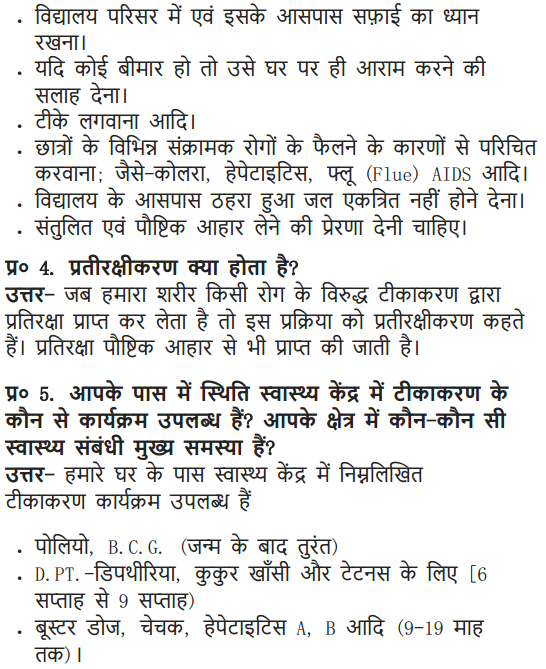 • विद्यालय परिसर में एवं इसके आसपास सफ़ाई का ध्यान
रखना।
• यदि कोई बीमार हो तो उसे घर पर ही आराम करने की
सलाह देना।
• टीके लगवाना आदि।
• छात्रों के विभिन्न संक्रामक रोगों के फैलने के कारणों से परिचित
करवाना; जैसे-कोलरा, हेपेटाइटिस, फ्लू (Flue) AIDS आदि।
• विद्यालय के आसपास ठहरा हुआ जल एकत्रित नहीं होने देना।
• संतुलित एवं पौष्टिक आहार लेने की प्रेरणा देनी चाहिए।
प्र० 4. प्रतीरक्षीकरण क्या होता है?
उत्तर- जब हमारा शरीर किसी रोग के विरुद्ध टीकाकरण द्वारा
प्रतिरक्षा प्राप्त कर लेता है तो इस प्रक्रिया को प्रतीरक्षीकरण कहते
हैं। प्रतिरक्षा पौष्टिक आहार से भी प्राप्त की जाती है।
प्र० 5. आपके पास में स्थिति स्वास्थ्य केंद्र में टीकाकरण के
कौन से कार्यक्रम उपलब्ध हैं? आपके क्षेत्र में कौन-कौन सी
स्वास्थ्य संबंधी मुख्य समस्या हैं?
उत्तर- हमारे घर के पास स्वास्थ्य केंद्र में निम्नलिखित
टीकाकरण कार्यक्रम उपलब्ध हैं
• पोलियो, B.C.G. (जन्म के बाद तुरंत)
• D.PT.-डिपथीरिया, कुकुर खाँसी और टेटनस के लिए [6
सप्ताह से 9 सप्ताह)
• बूस्टर डोज, चेचक, हेपेटाइटिस A, B आदि (9-19 माह
तक)।